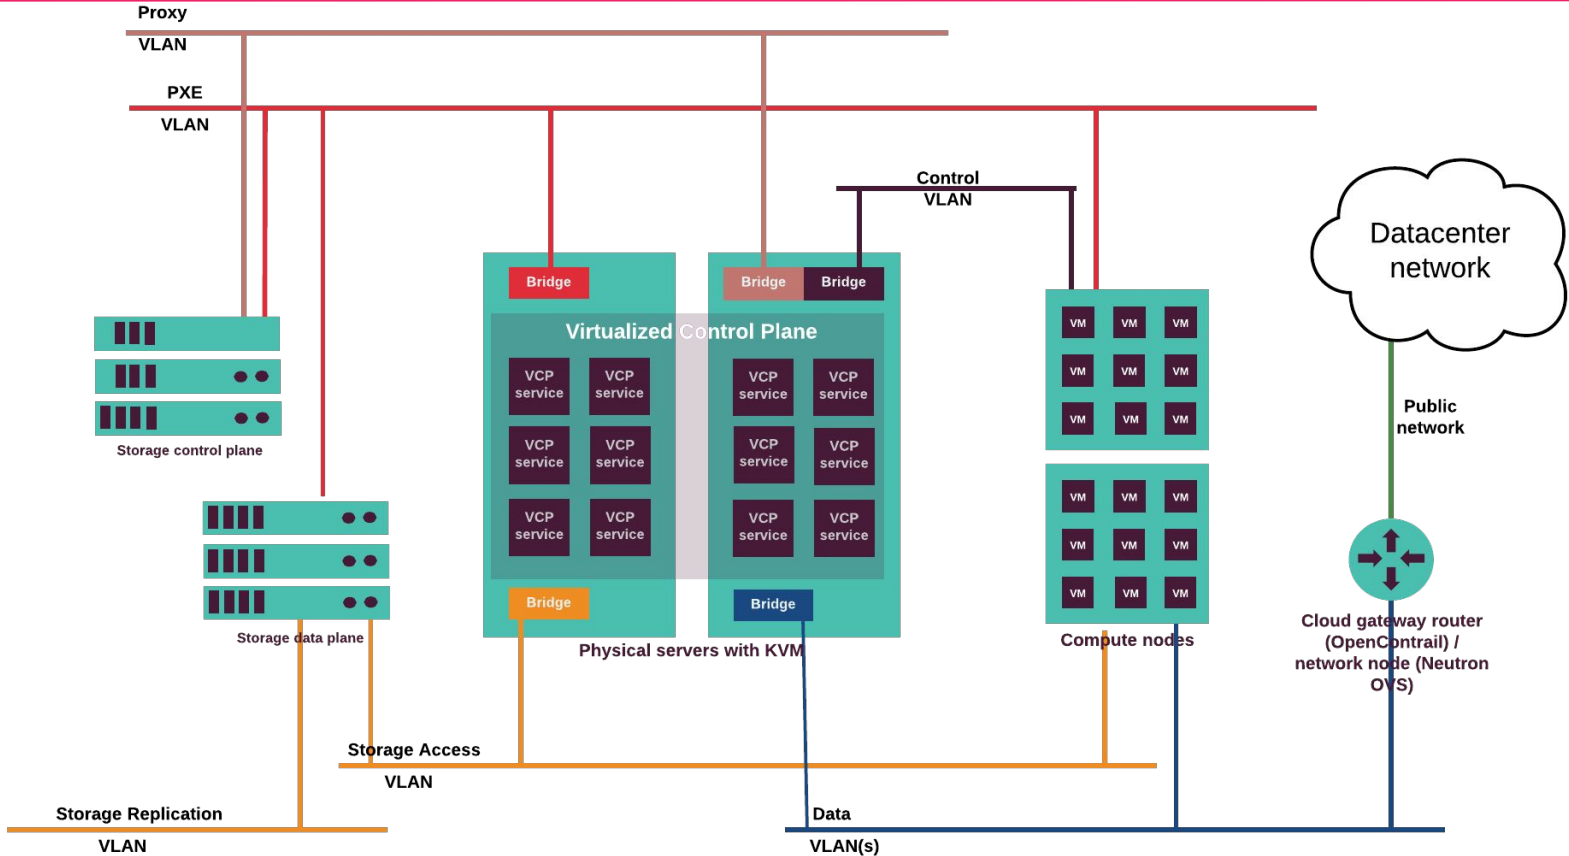 Proxy
VLAN
PXE
VLAN
Control
VLAN
Datacenter
network
Bridge
Bridge
Bridge
Virtualized Control Plane
VM VM VM
VM VM VM
VM VM VM
VCP
service
VCP
service
VCP
service
VCP
service
VCP
service
VCP
service
VCP
service
VCP
service
VCP
service
VCP
service
VCP
service
VCP
service
Public
network
Storage control plane
VM VM VM
VM VM VM
VM VM VM
Bridge
Bridge
Storage data plane
Physical servers with KVM
Compute nodes
Cloud gateway router
(OpenContrail) /
network node (Neutron
OVS)
Storage Access
VLAN
Storage Replication
VLAN
Data
VLAN(s)